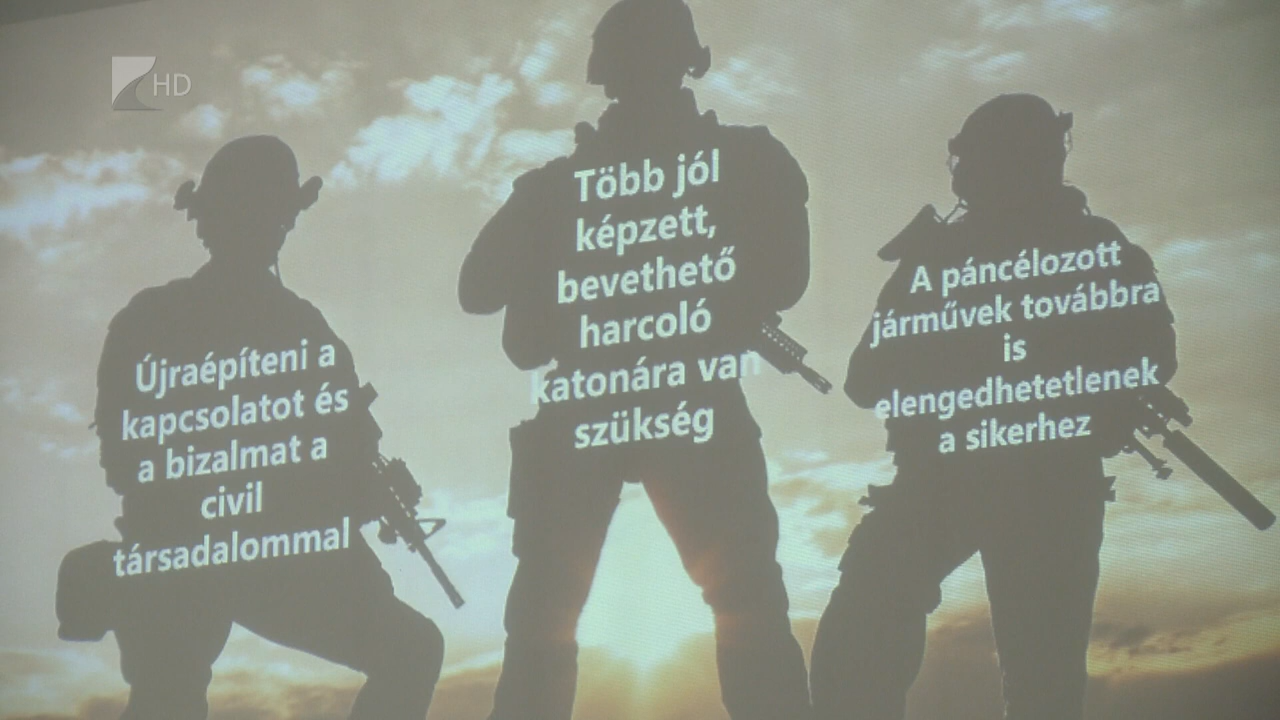 HD
Újraépíteni a
kapcsolatot és
a bizalmat a
civil
társadalommal
Több jól
képzett,
bevethető
harcoló
katonára van
szükség
A páncélozott
járművek továbbra
is
elengedhetetlenek
a sikerhez